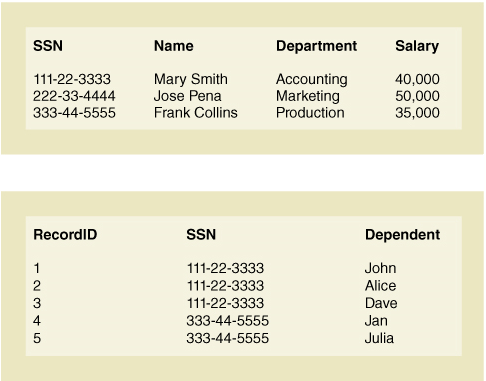 SSN Name Department Salary
111-22-3333 Mary Smith Accounting 40,000
222-33-4444 Jose Pena Marketing 50,000
333-44-5555 Frank Collins Production 35,000
RecordID SSN Dependent
1 111-22-3333 John
2 111-22-3333 Alice
3 111-22-3333 Dave
4 333-44-5555 Jan
5 333-44-5555 Julia